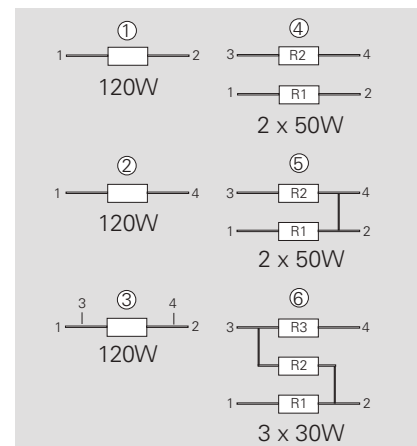 ①
1 2
120W
②
1 4
120W
③
3 4
1 2
120W
④
3 R2 4
1 R1 2
2 x 50W
⑤
3 R2 4
1 R1 2
2 x 50W
⑥
3 R3 4
R2
1 R1 2
3 x 30W